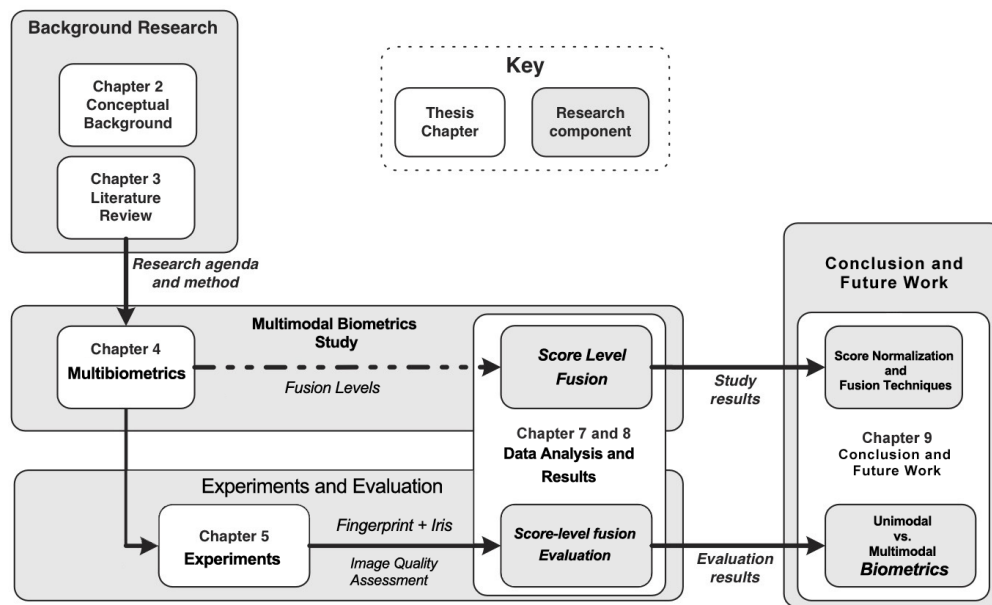 Background Research
Chapter 2
Conceptual
Background
Chapter 3
Literature
Review
Key
Thesis
Chapter
Research
component
Research agenda
and method
Multimodal Biometrics
Study
Chapter 4
Multibiometrics
Fusion Levels
Score Level
Fusion
Study
results
Conclusion and
Future Work
Score Normalization
and
Fusion Techniques
Chapter 7 and 8
Data Analysis and
Results
Chapter 9
Conclusion and
Future Work
Experiments and Evaluation
Chapter 5
Experiments
Fingerprint + Iris
Image Quality
Assessment
Score-level fusion
Evaluation
Evaluation
results
Unimodal
vs.
Multimodal
Biometrics